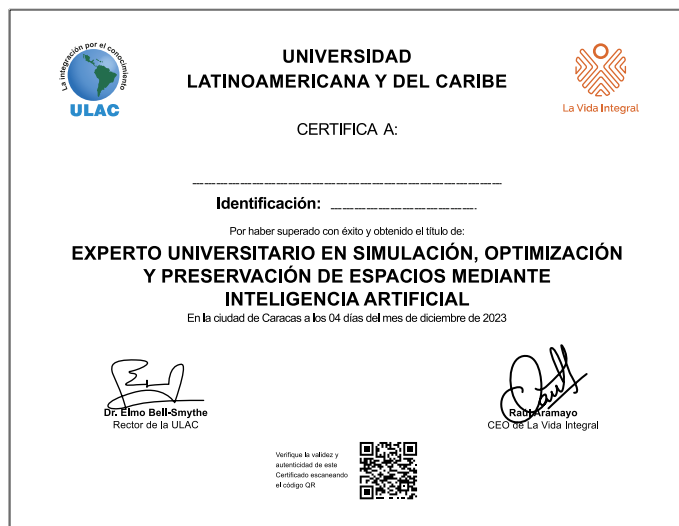 La integración por el conocimiento
ULAC
UNIVERSIDAD
LATINOAMERICANA Y DEL CARIBE
La Vida Integral
CERTIFICA A:
Identificación:
Por haber superado con éxito y obtenido el título de:
EXPERTO UNIVERSITARIO EN SIMULACIÓN, OPTIMIZACIÓN
Y PRESERVACIÓN DE ESPACIOS MEDIANTE
INTELIGENCIA ARTIFICIAL
En la ciudad de Caracas a los 04 días del mes de diciembre de 2023
Dr. Elmo Bell-Smythe
Rector de la ULAC
Raúl Aramayo
CEO de La Vida Integral
Verifique la validez y
autenticidad de este
Certificado escaneando
el código QR